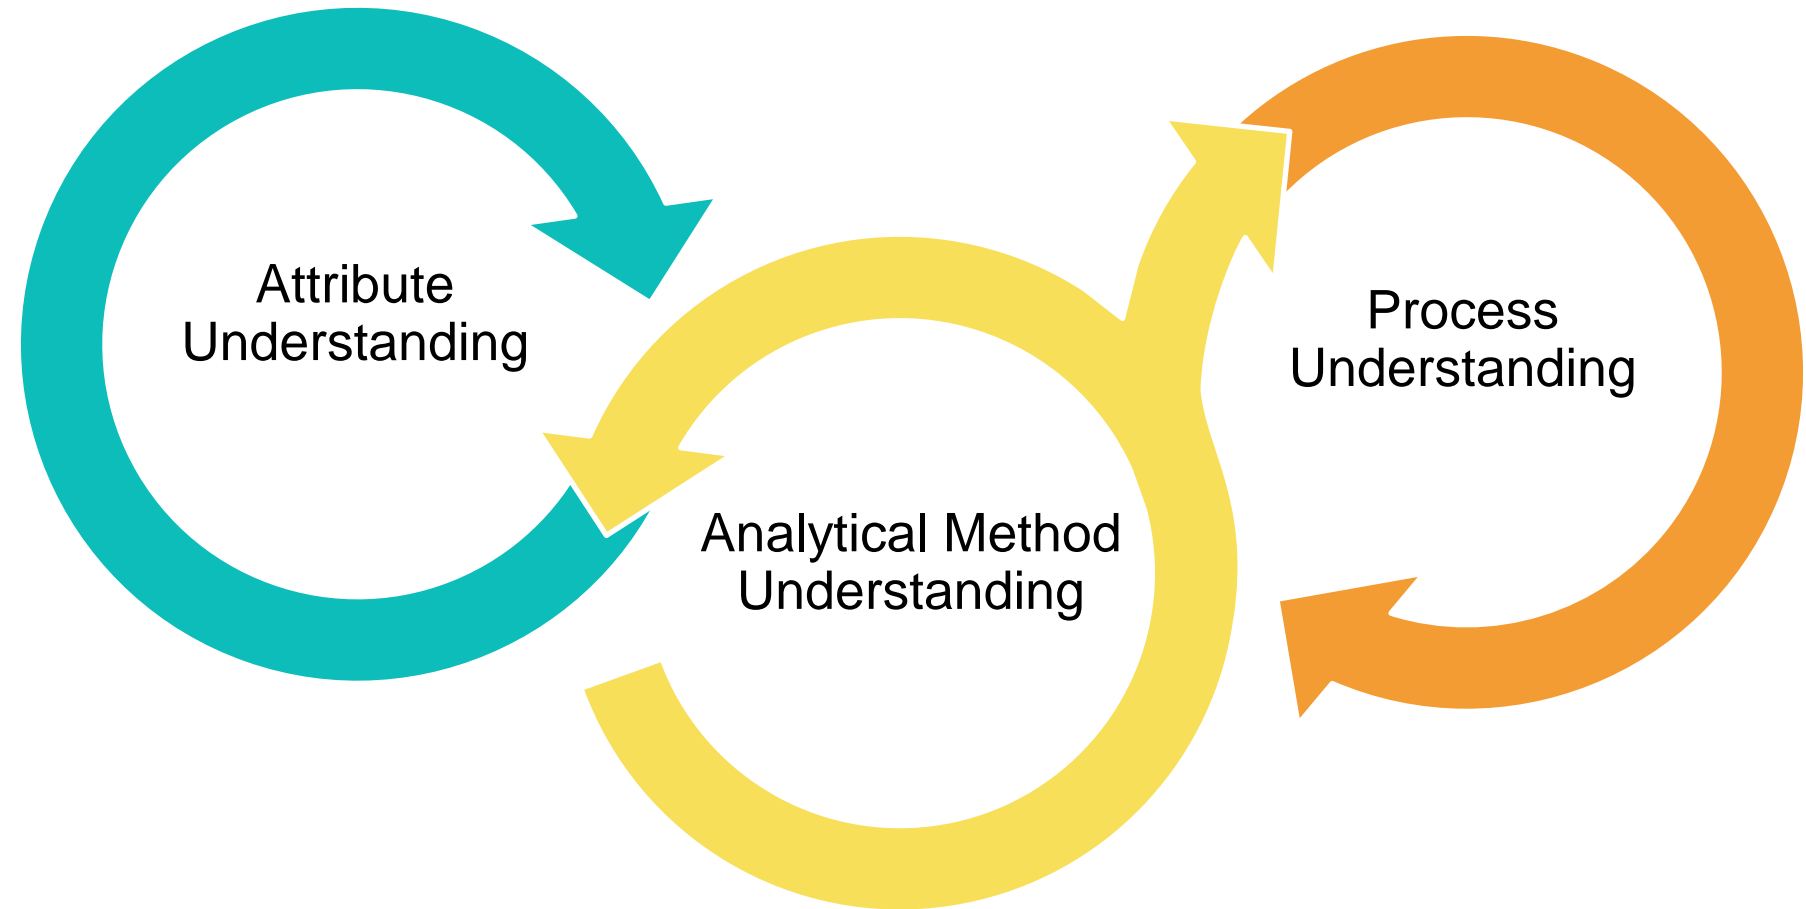 Attribute
Understanding
Analytical Method
Understanding
Process
Understanding